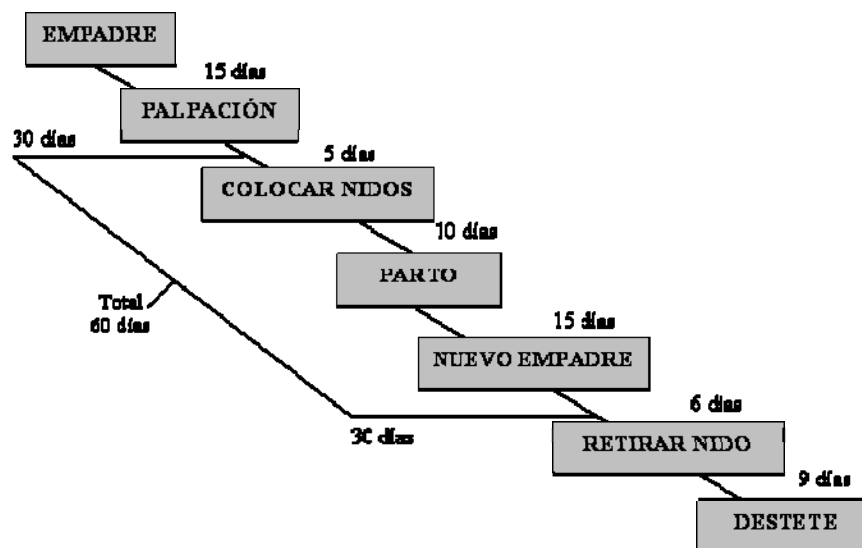 EMPADRE
15 días
PALPACIÓN
30 días
5 días
COLOCAR NIDOS
10 días
PARTO
Total
60 días
15 días
NUEVO EMPADRE
30 días
6 días
RETIRAR NIDO
9 días
DESTETE